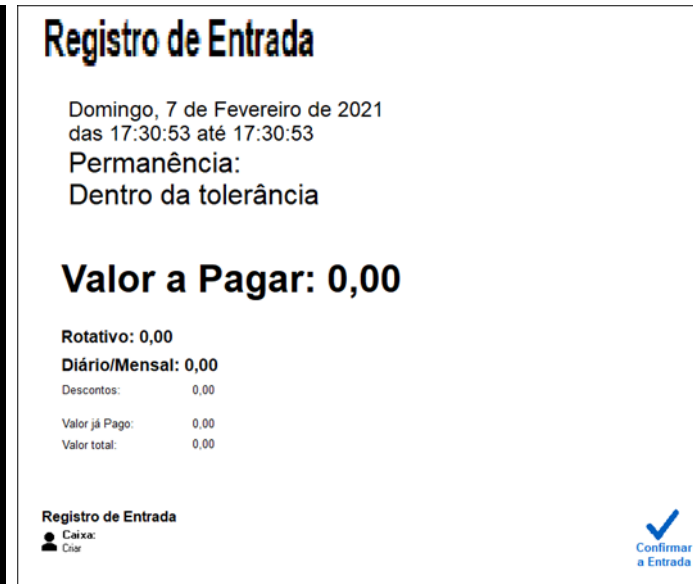 Registro de Entrada
Domingo, 7 de Fevereiro de 2021
das 17:30:53 até 17:30:53
Permanência:
Dentro da tolerância
Valor a Pagar: 0,00
Rotativo: 0,00
Diário/Mensal: 0,00
Descontos: 0,00
Valor já Pago: 0,00
Valor total: 0,00
Registro de Entrada
Caixa:
Criar
Confirmar
a Entrada